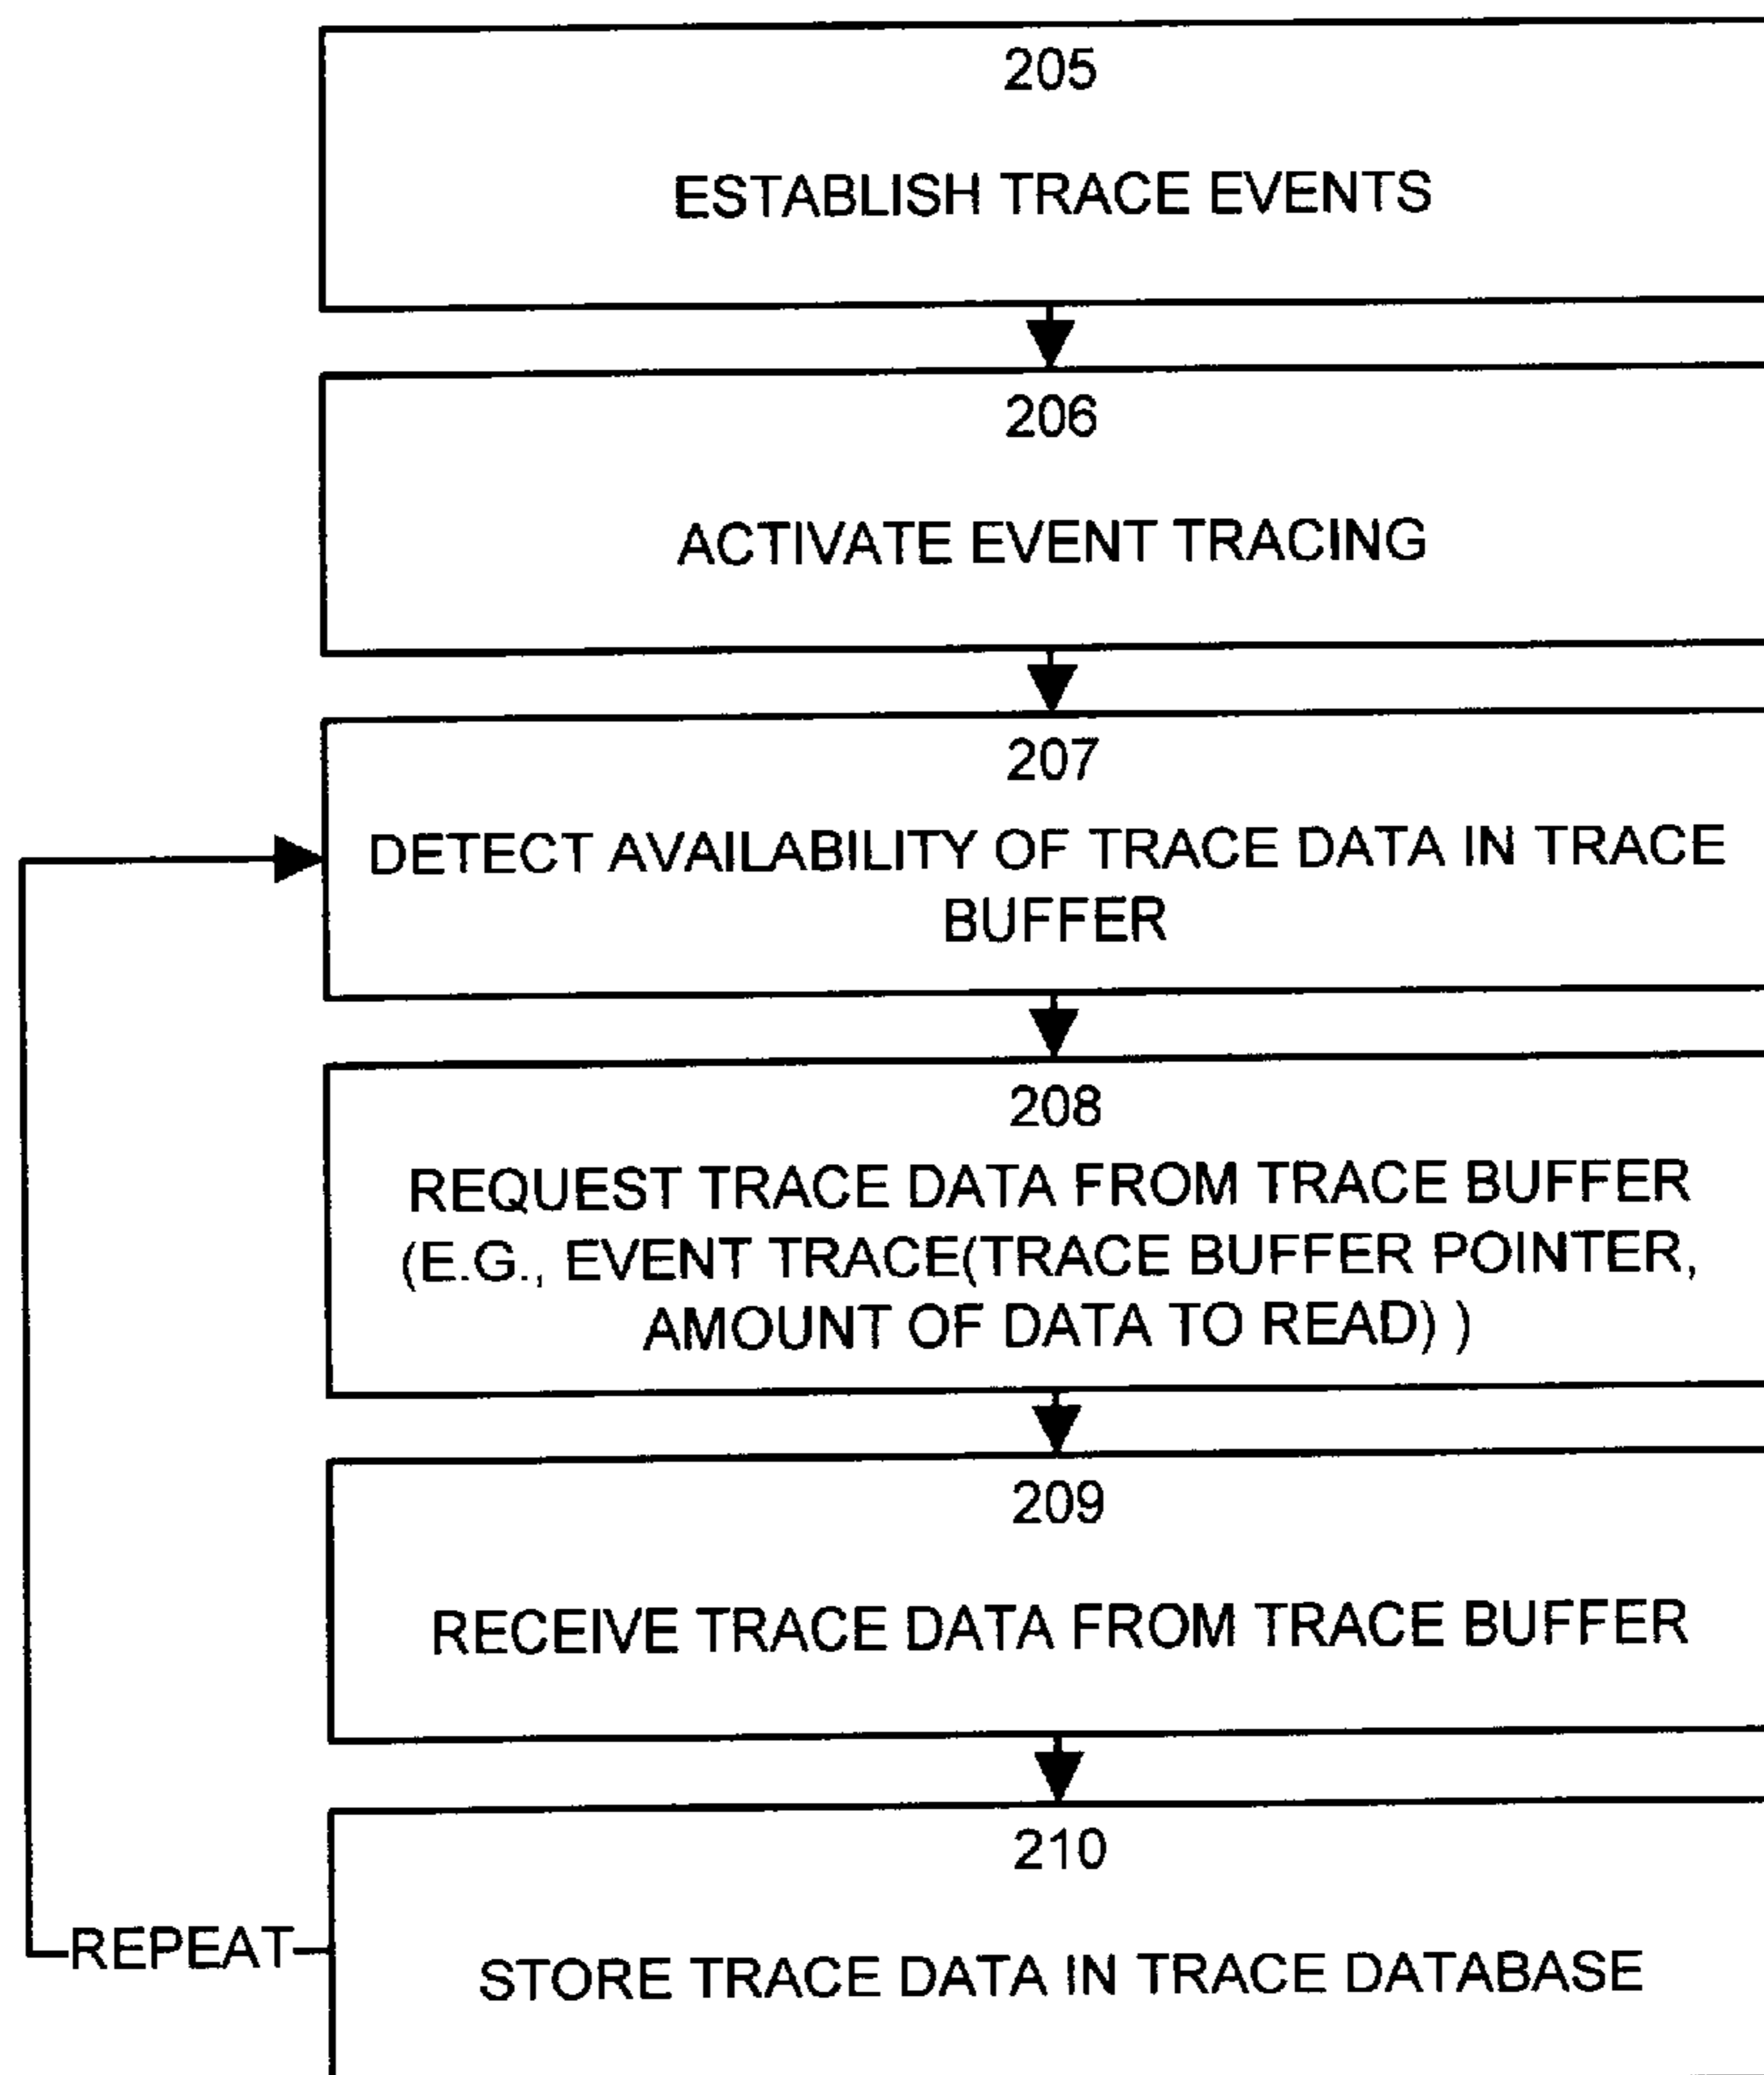 205
ESTABLISH TRACE EVENTS
206
ACTIVATE EVENT TRACING
207
DETECT AVAILABILITY OF TRACE DATA IN TRACE
BUFFER
208
REQUEST TRACE DATA FROM TRACE BUFFER
(E.G., EVENT TRACE(TRACE BUFFER POINTER,
AMOUNT OF DATA TO READ) )
209
RECEIVE TRACE DATA FROM TRACE BUFFER
210
REPEAT
STORE TRACE DATA IN TRACE DATABASE